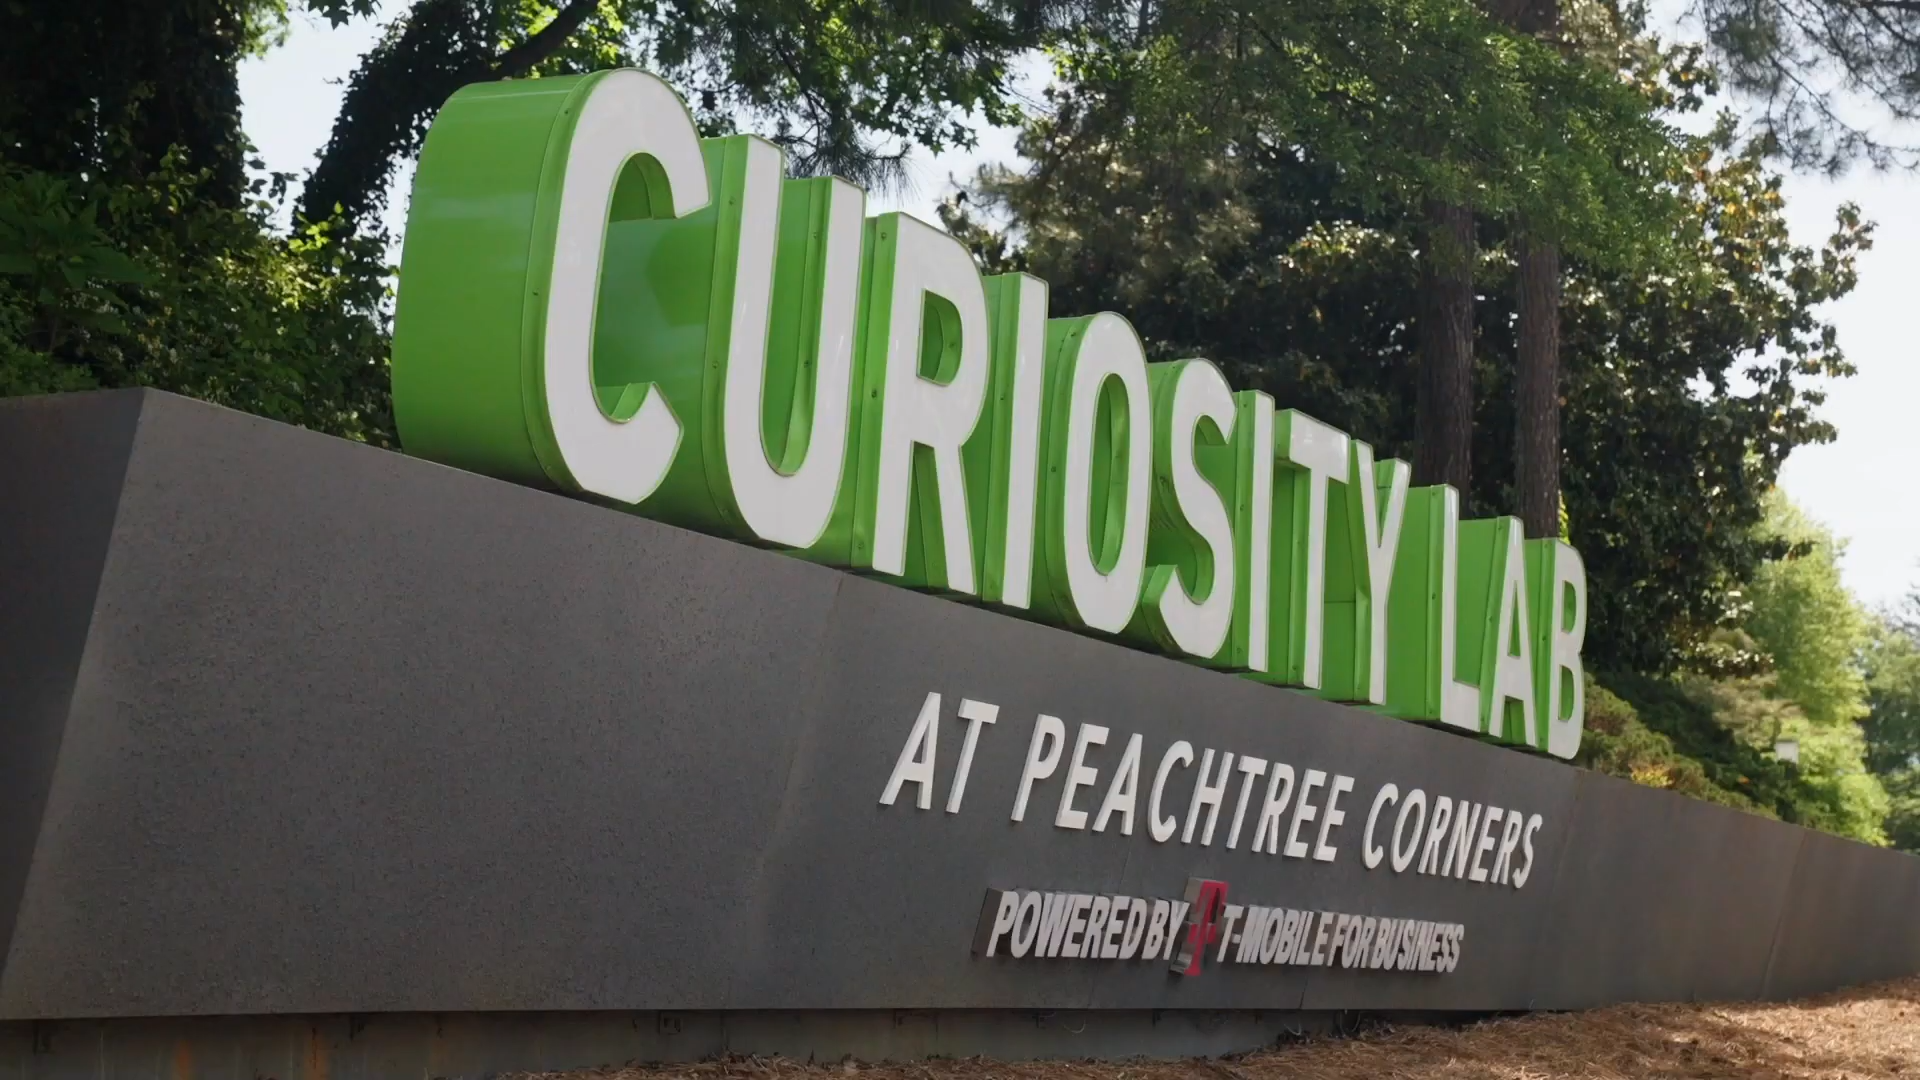 CURIOSITY LAB
AT PEACHTREE CORNERS
POWERED BY T T-MOBILE FOR BUSINESS